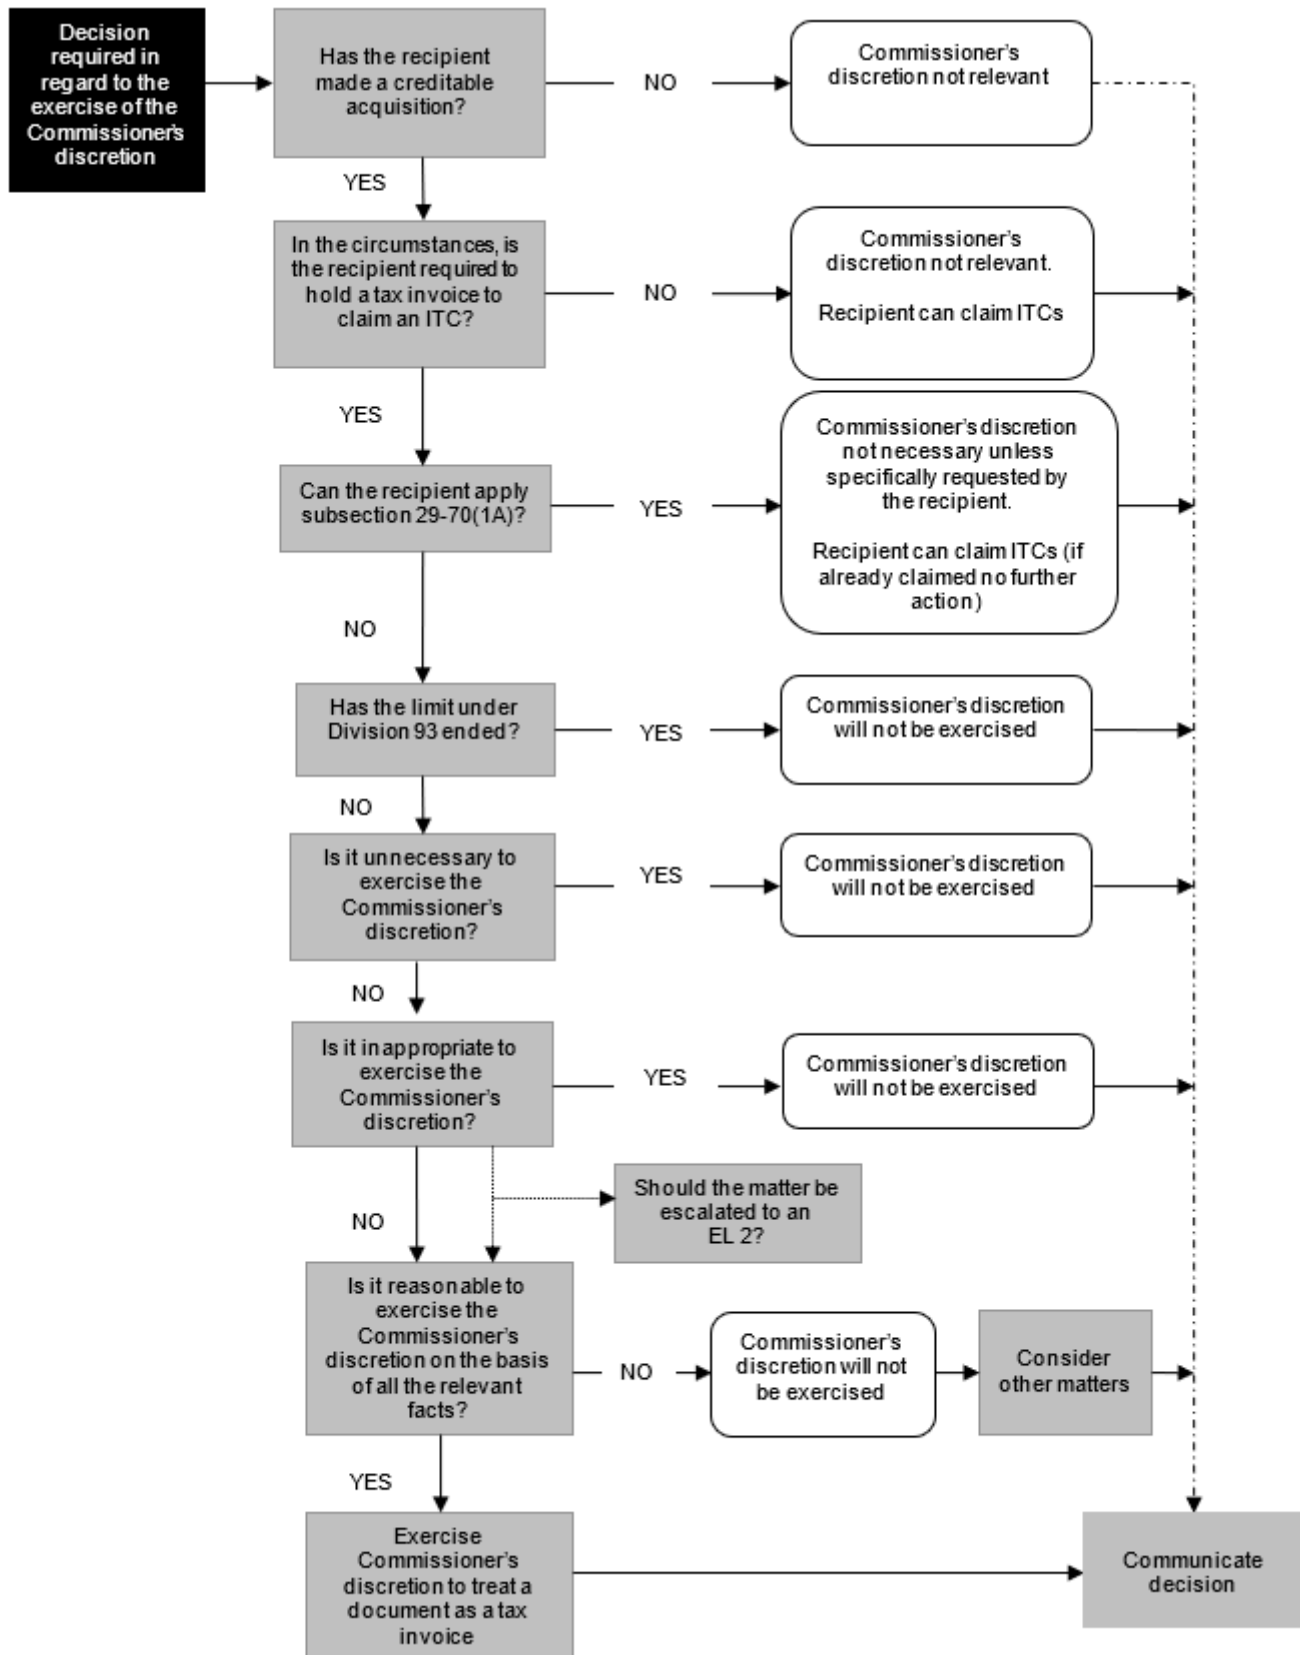 Decision
required in
regard to the
exercise of the
Commissioner's
discretion
Has the recipient
made a creditable
acquisition?
NO
Commissioner's
discretion not relevant
YES
In the circumstances, is
the recipient required to
hold a tax invoice to
claim an ITC?
NO
Commissioner's
discretion not relevant.
Recipient can claim ITCs
YES
Can the recipient apply
subsection 29-70(1A)?
YES
Commissioner's discretion
not necessary unless
specifically requested by
the recipient.
Recipient can claim ITCs (if
already claimed no further
action)
NO
Has the limit under
Division 93 ended?
YES
Commissioner's discretion
will not be exercised
NO
Is it unnecessary to
exercise the
Commissioner's
discretion?
YES
Commissioner's discretion
will not be exercised
NO
Is it inappropriate to
exercise the
Commissioner's
discretion?
YES
Commissioner's discretion
will not be exercised
Should the matter be
escalated to an
EL 2?
NO
Is it reasonable to
exercise the
Commissioner's
discretion on the basis
of all the relevant
facts?
NO
Commissioner's
discretion will not
be exercised
Consider
other matters
YES
Exercise
Commissioner's
discretion to treat a
document as a tax
invoice
Communicate
decision